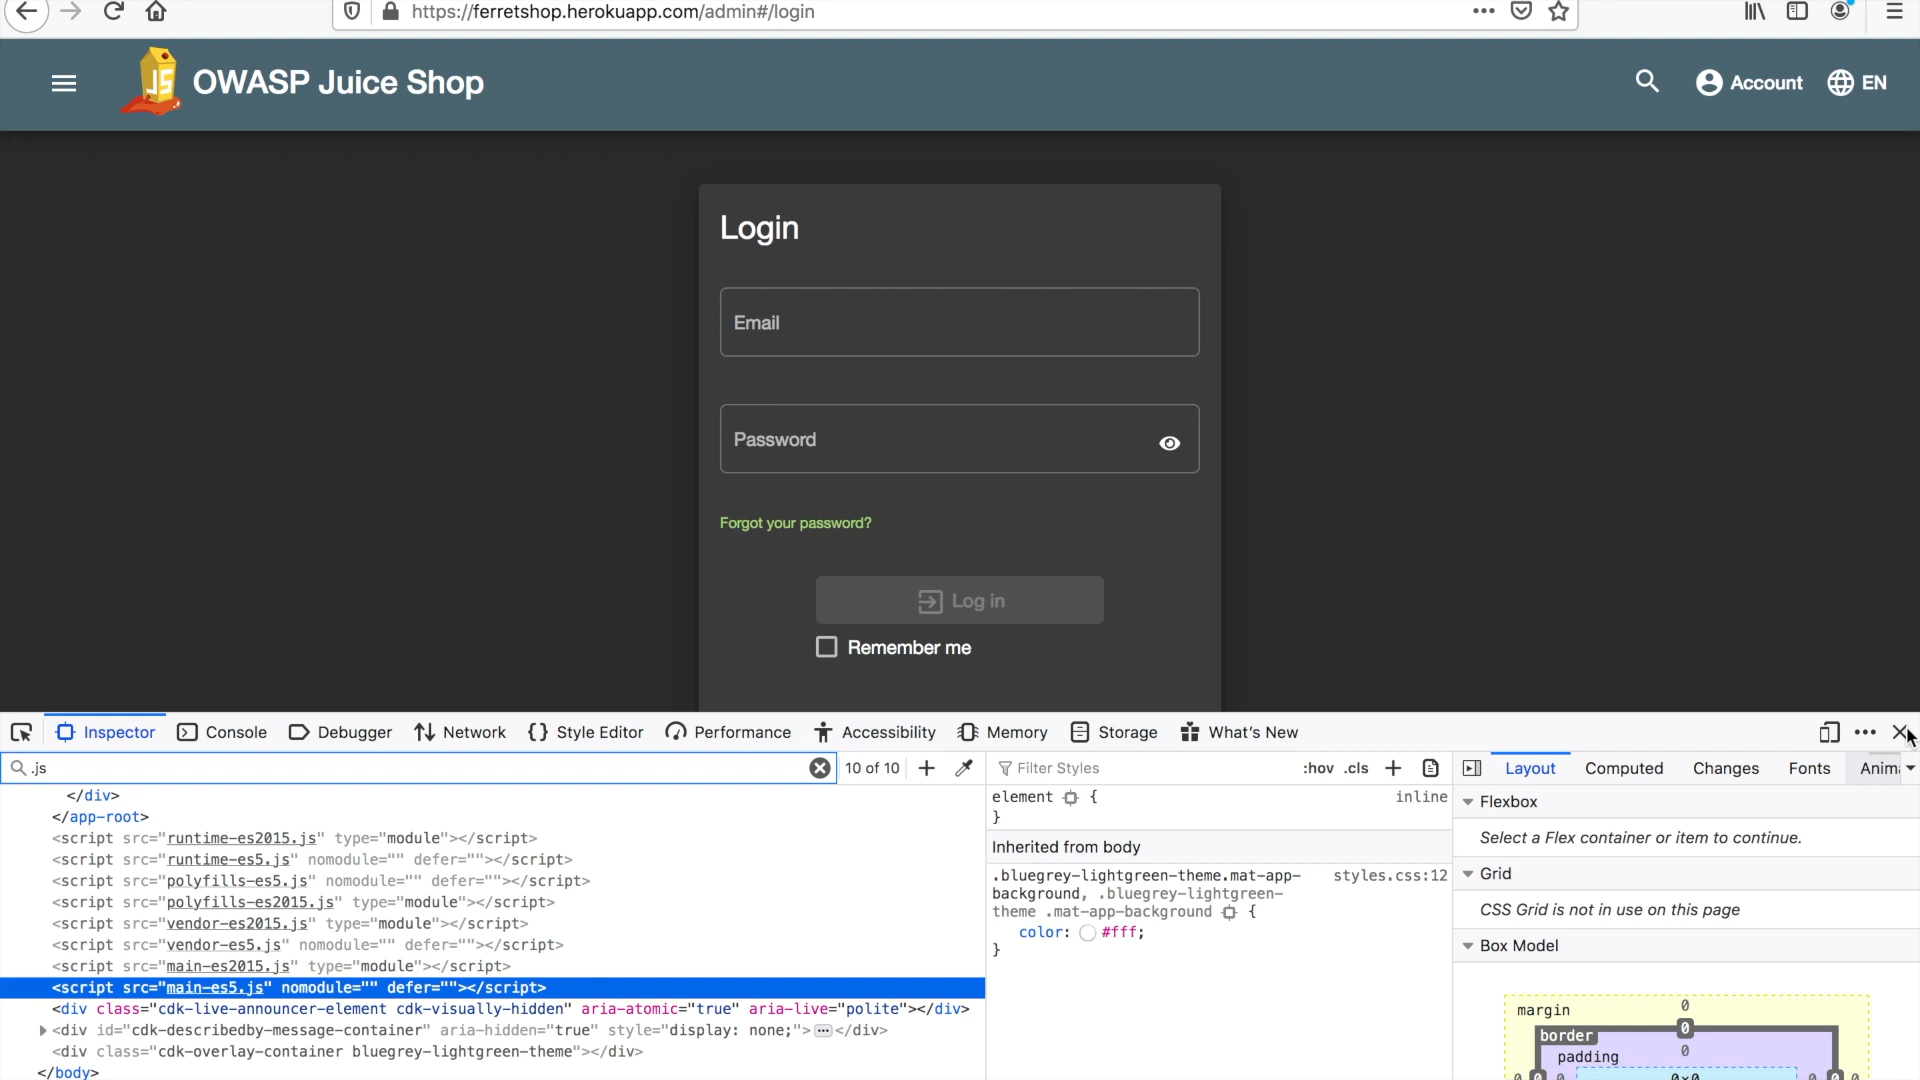 https://ferretshop.herokuapp.com/admin#/login
JS OWASP Juice Shop
Account EN
Login
Email
Password
Forgot your password?
Log in
Remember me
Inspector Console Debugger Network Style Editor Performance Accessibility Memory Storage What's New
.js 10 of 10 Filter Styles :hov .cls Layout Computed Changes Fonts
</div>
</app-root>
<script src="runtime-es2015.js" type="module"></script>
<script src="runtime-es5.js" nomodule="" defer=""></script>
<script src="polyfills-es5.js" nomodule="" defer=""></script>
<script src="polyfills-es2015.js" type="module"></script>
<script src="vendor-es2015.js" type="module"></script>
<script src="vendor-es5.js" nomodule="" defer=""></script>
<script src="main-es2015.js" type="module"></script>
<script src="main-es5.js" nomodule="" defer=""></script>
<div class="cdk-live-announcer-element cdk-visually-hidden" aria-atomic="true" aria-live="polite"></div>
<div id="cdk-describedby-message-container" aria-hidden="true" style="display: none;"></div>
<div class="cdk-overlay-container bluegrey-lightgreen-theme"></div>
</body>
element { inline
}
Inherited from body
.bluegrey-lightgreen-theme.mat-app- styles.css:12
background, .bluegrey-lightgreen-
theme .mat-app-background {
color: #fff;
}
Flexbox
Select a Flex container or item to continue.
Grid
CSS Grid is not in use on this page
Box Model
margin 0
border 0
padding 0